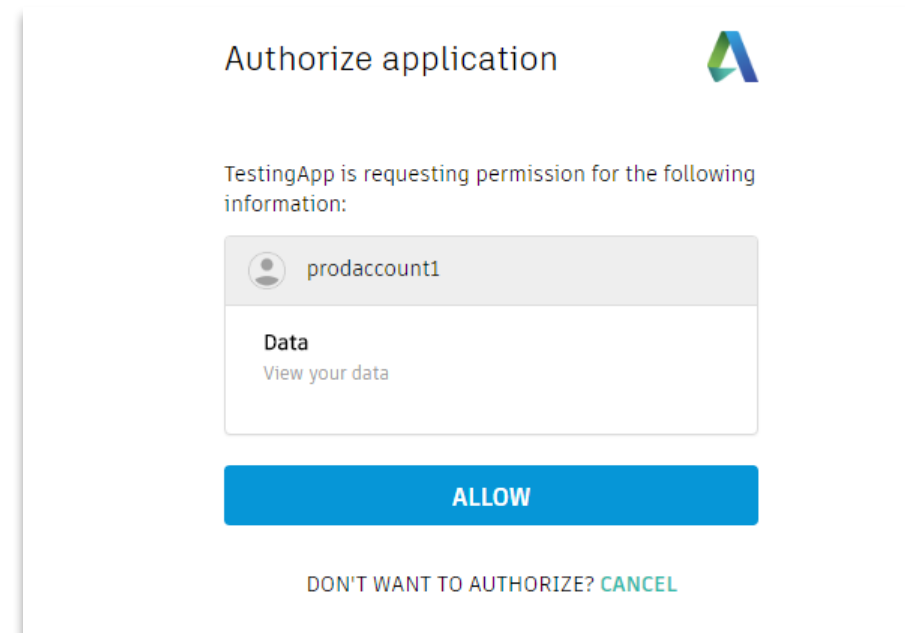 Authorize application
TestingApp is requesting permission for the following
information:
prodaccount1
Data
View your data
ALLOW
DON'T WANT TO AUTHORIZE? CANCEL